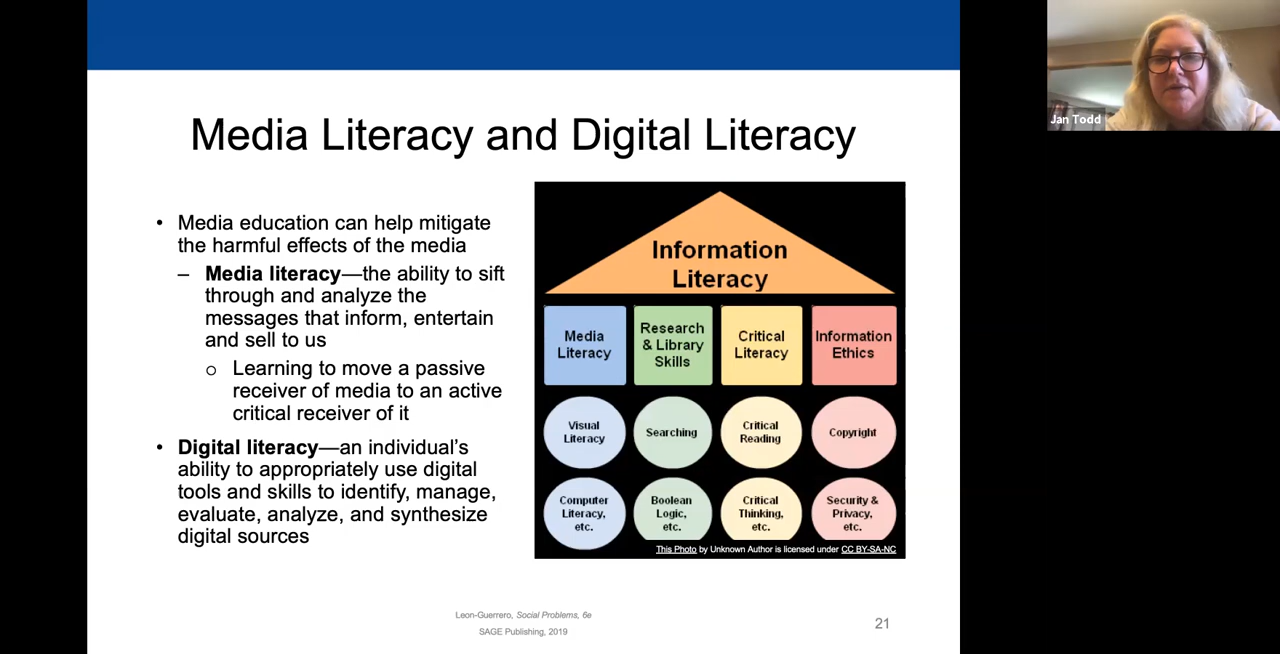 Media Literacy and Digital Literacy
• Media education can help mitigate
the harmful effects of the media
– Media literacy—the ability to sift
through and analyze the
messages that inform, entertain
and sell to us
o Learning to move a passive
receiver of media to an active
critical receiver of it
• Digital literacy—an individual's
ability to appropriately use digital
tools and skills to identify, manage,
evaluate, analyze, and synthesize
digital sources
Information
Literacy
Media
Literacy
Research
& Library
Skills
Critical
Literacy
Information
Ethics
Visual
Literacy
Searching
Critical
Reading
Copyright
Computer
Literacy,
etc.
Boolean
Logic,
etc.
Critical
Thinking,
etc.
Security &
Privacy,
etc.
This Photo by Unknown Author is licensed under CC BY-SA-NC
Leon-Guerrero, Social Problems, 6e
SAGE Publishing, 2019
21
Jan Todd